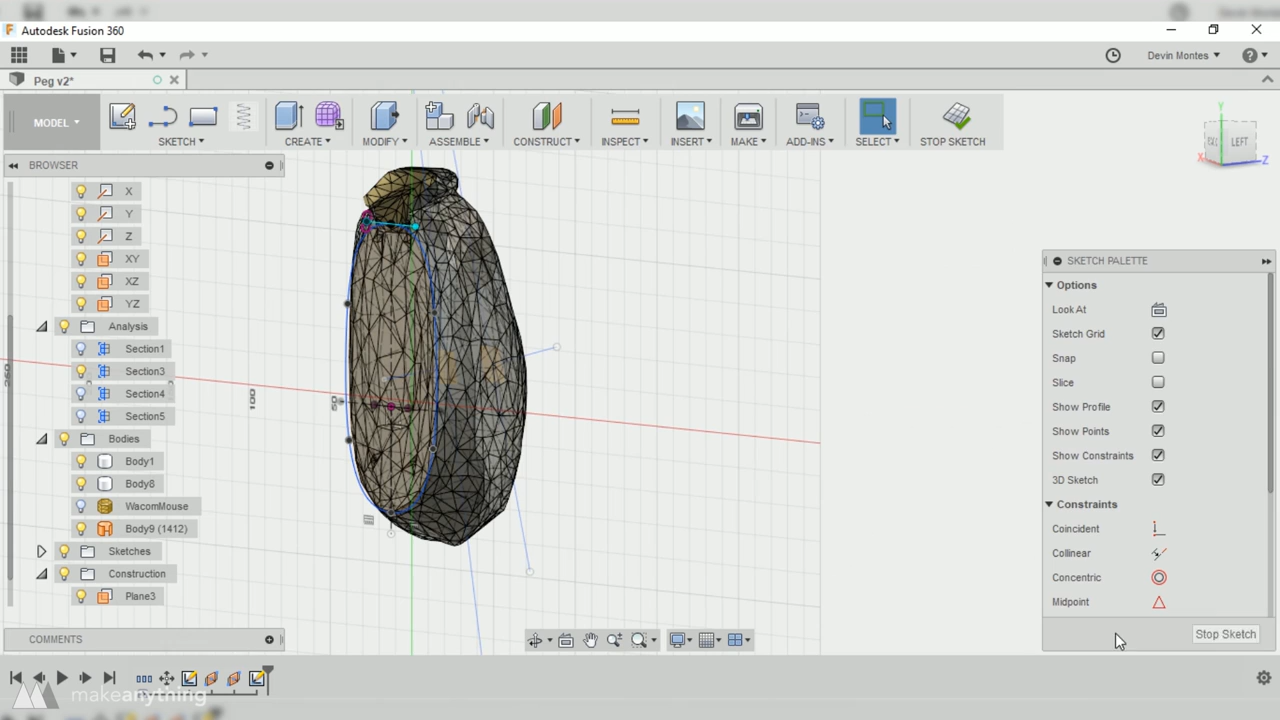 Autodesk Fusion 360
Devin Montes
Peg v2*
MODEL
SKETCH
CREATE
MODIFY
ASSEMBLE
CONSTRUCT
INSPECT
INSERT
MAKE
ADD-INS
SELECT
STOP SKETCH
Y
LEFT
X
Z
BROWSER
X
Y
Z
XY
XZ
YZ
Analysis
Section1
Section3
Section4
Section5
Bodies
Body1
Body8
WacomMouse
Body9 (1412)
Sketches
Construction
Plane3
COMMENTS
100
50
SKETCH PALETTE
Options
Look At
Sketch Grid
Snap
Slice
Show Profile
Show Points
Show Constraints
3D Sketch
Constraints
Coincident
Collinear
Concentric
Midpoint
Stop Sketch
makeanything